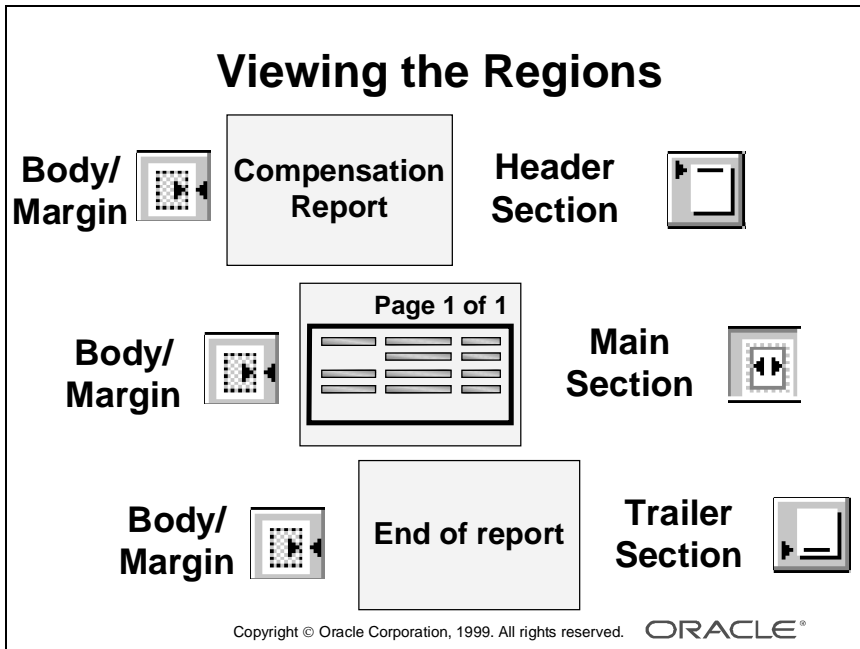 Viewing the Regions
Body/
Margin
Compensation
Report
Header
Section
Body/
Margin
Page 1 of 1
Main
Section
Body/
Margin
End of report
Trailer
Section
Copyright © Oracle Corporation, 1999. All rights reserved.
ORACLE®